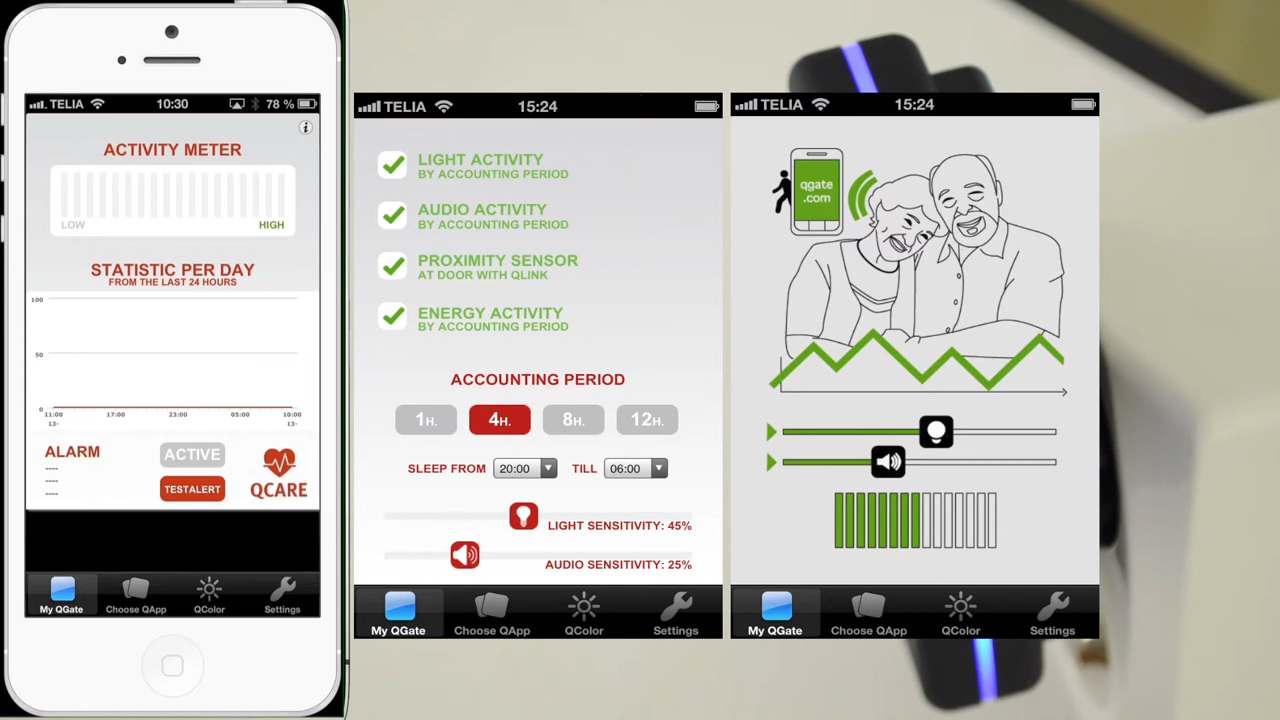 TELIA 10:30 78 %
ACTIVITY METER
LOW HIGH
STATISTIC PER DAY
FROM THE LAST 24 HOURS
100
50
0
11:00 17:00 23:00 05:00 10:00
13- 13-
ALARM
----
----
----
ACTIVE
TESTALERT
QCARE
My QGate Choose QApp QColor Settings
TELIA 15:24
LIGHT ACTIVITY
BY ACCOUNTING PERIOD
AUDIO ACTIVITY
BY ACCOUNTING PERIOD
PROXIMITY SENSOR
AT DOOR WITH QLINK
ENERGY ACTIVITY
BY ACCOUNTING PERIOD
ACCOUNTING PERIOD
1H. 4H. 8H. 12H.
SLEEP FROM 20:00 TILL 06:00
LIGHT SENSITIVITY: 45%
AUDIO SENSITIVITY: 25%
My QGate Choose QApp QColor Settings
TELIA 15:24
qgate
.com
My QGate Choose QApp QColor Settings